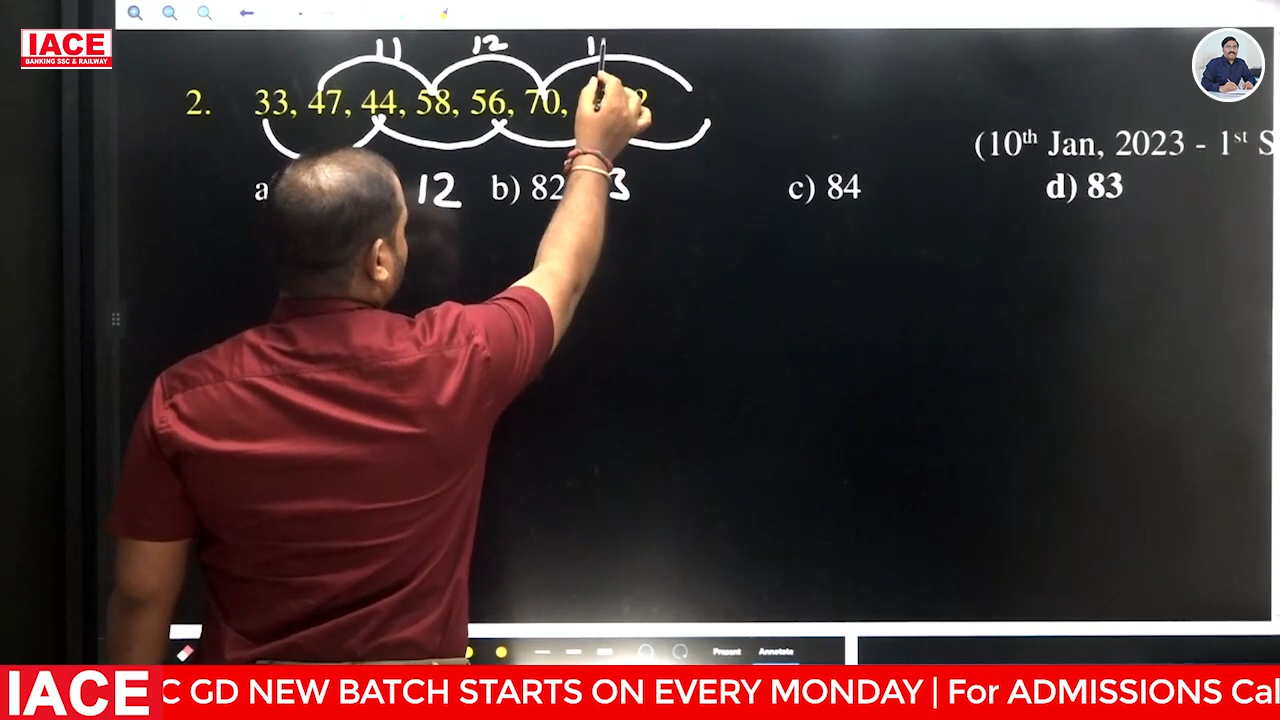 IACE
BANKING SSC & RAILWAY
11 12
2. 33, 47, 44, 58, 56, 70,
(10th Jan, 2023 - 1st S
12 b) 82 3 c) 84 d) 83
Present Annotate
IACE C GD NEW BATCH STARTS ON EVERY MONDAY | For ADMISSIONS Cal